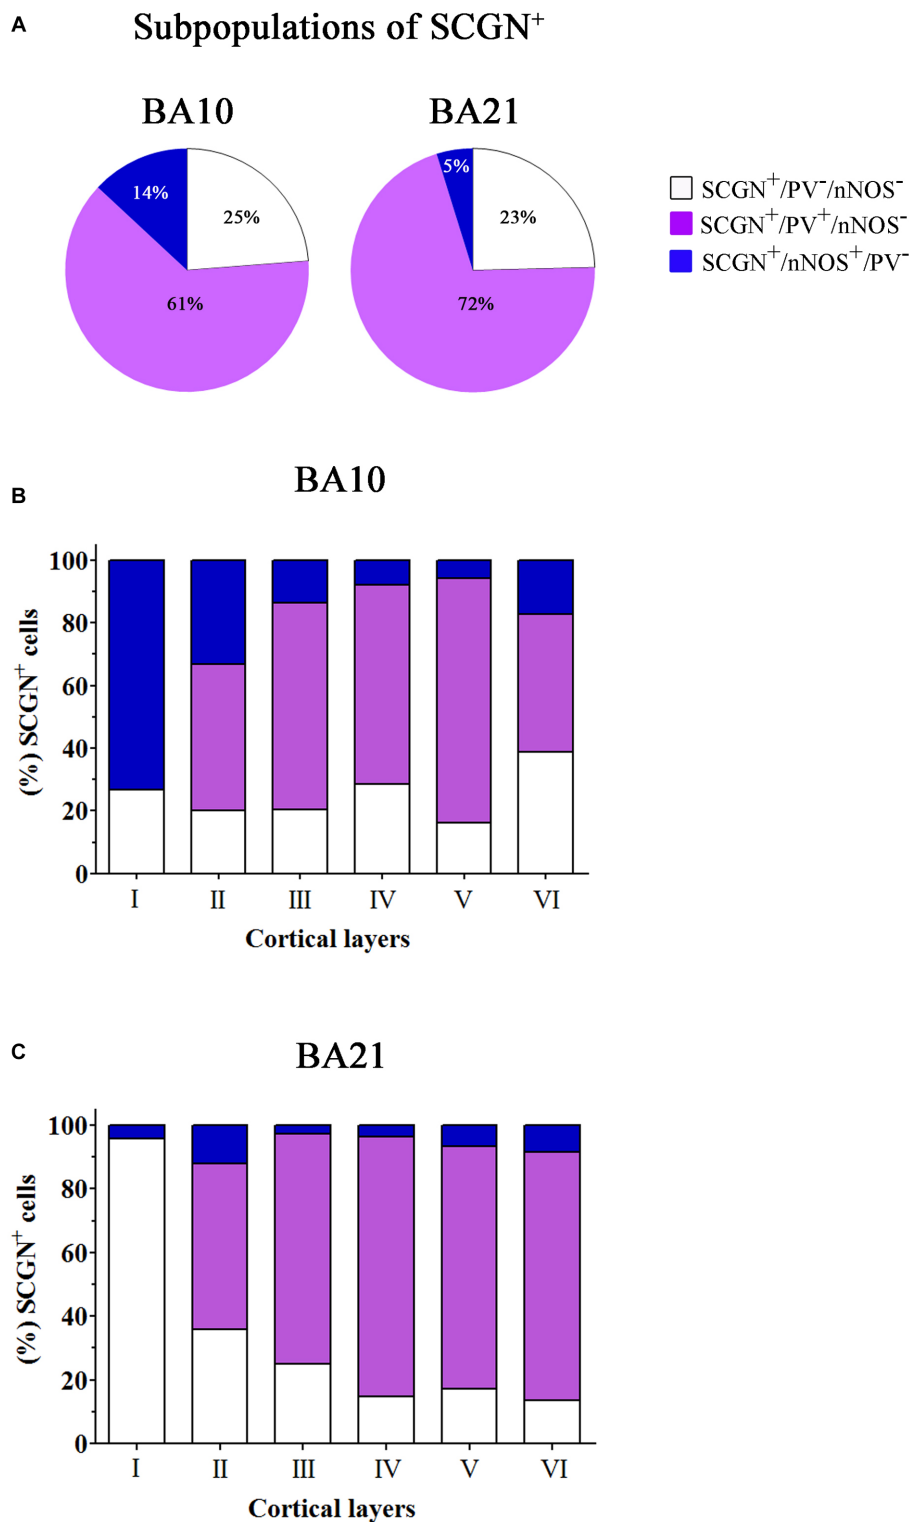 A
Subpopulations of SCGN⁺
BA10
BA21
14%
25%
61%
5%
23%
72%
SCGN⁺/PV⁻/nNOS⁻
SCGN⁺/PV⁺/nNOS⁻
SCGN⁺/nNOS⁺/PV⁻
B
BA10
(%) SCGN⁺ cells
100
80
60
40
20
0
I II III IV V VI
Cortical layers
C
BA21
(%) SCGN⁺ cells
100
80
60
40
20
0
I II III IV V VI
Cortical layers